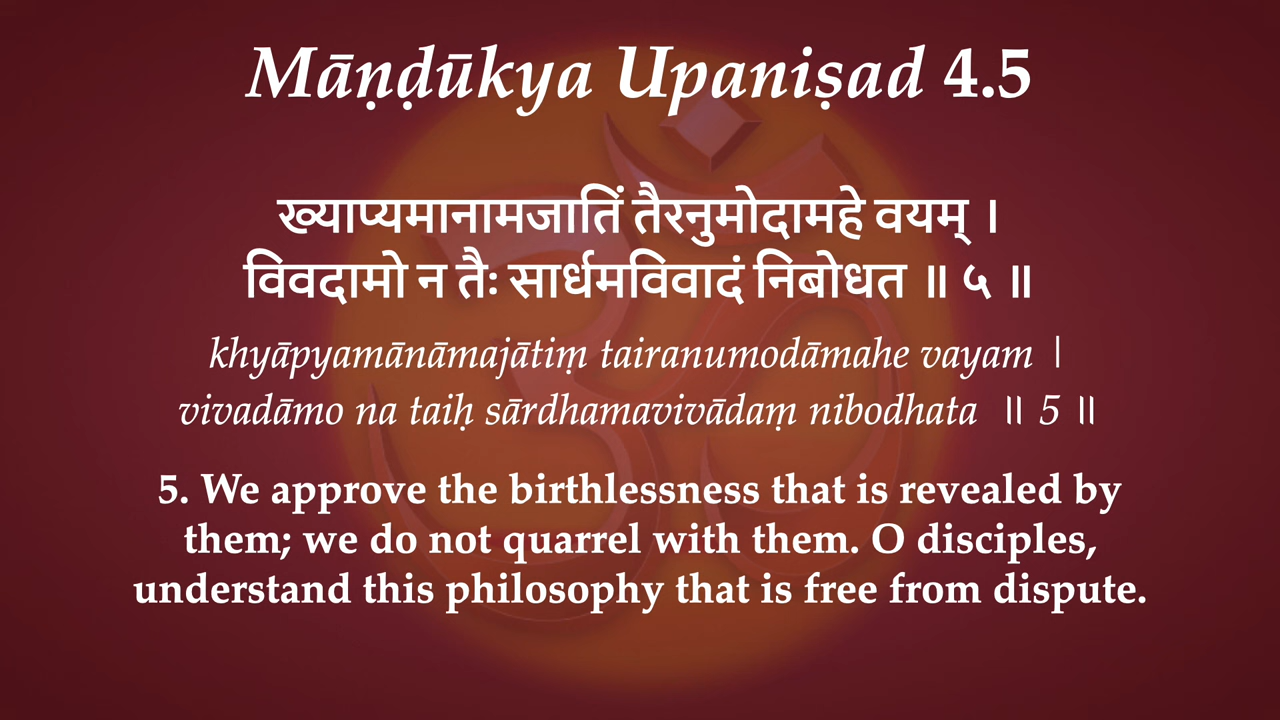 Māṇḍūkya Upaniṣad 4.5
ख्याप्यमानामजातिं तैरनुमोदामहे वयम् ।
विवदामो न तैः सार्धमविवादं निबोधत ॥ ५ ॥
khyāpyamānāmajātiṃ tairanumodāmahe vayam |
vivadāmo na taiḥ sārdhamavivādaṃ nibodhata ॥ 5 ॥
5. We approve the birthlessness that is revealed by
them; we do not quarrel with them. O disciples,
understand this philosophy that is free from dispute.